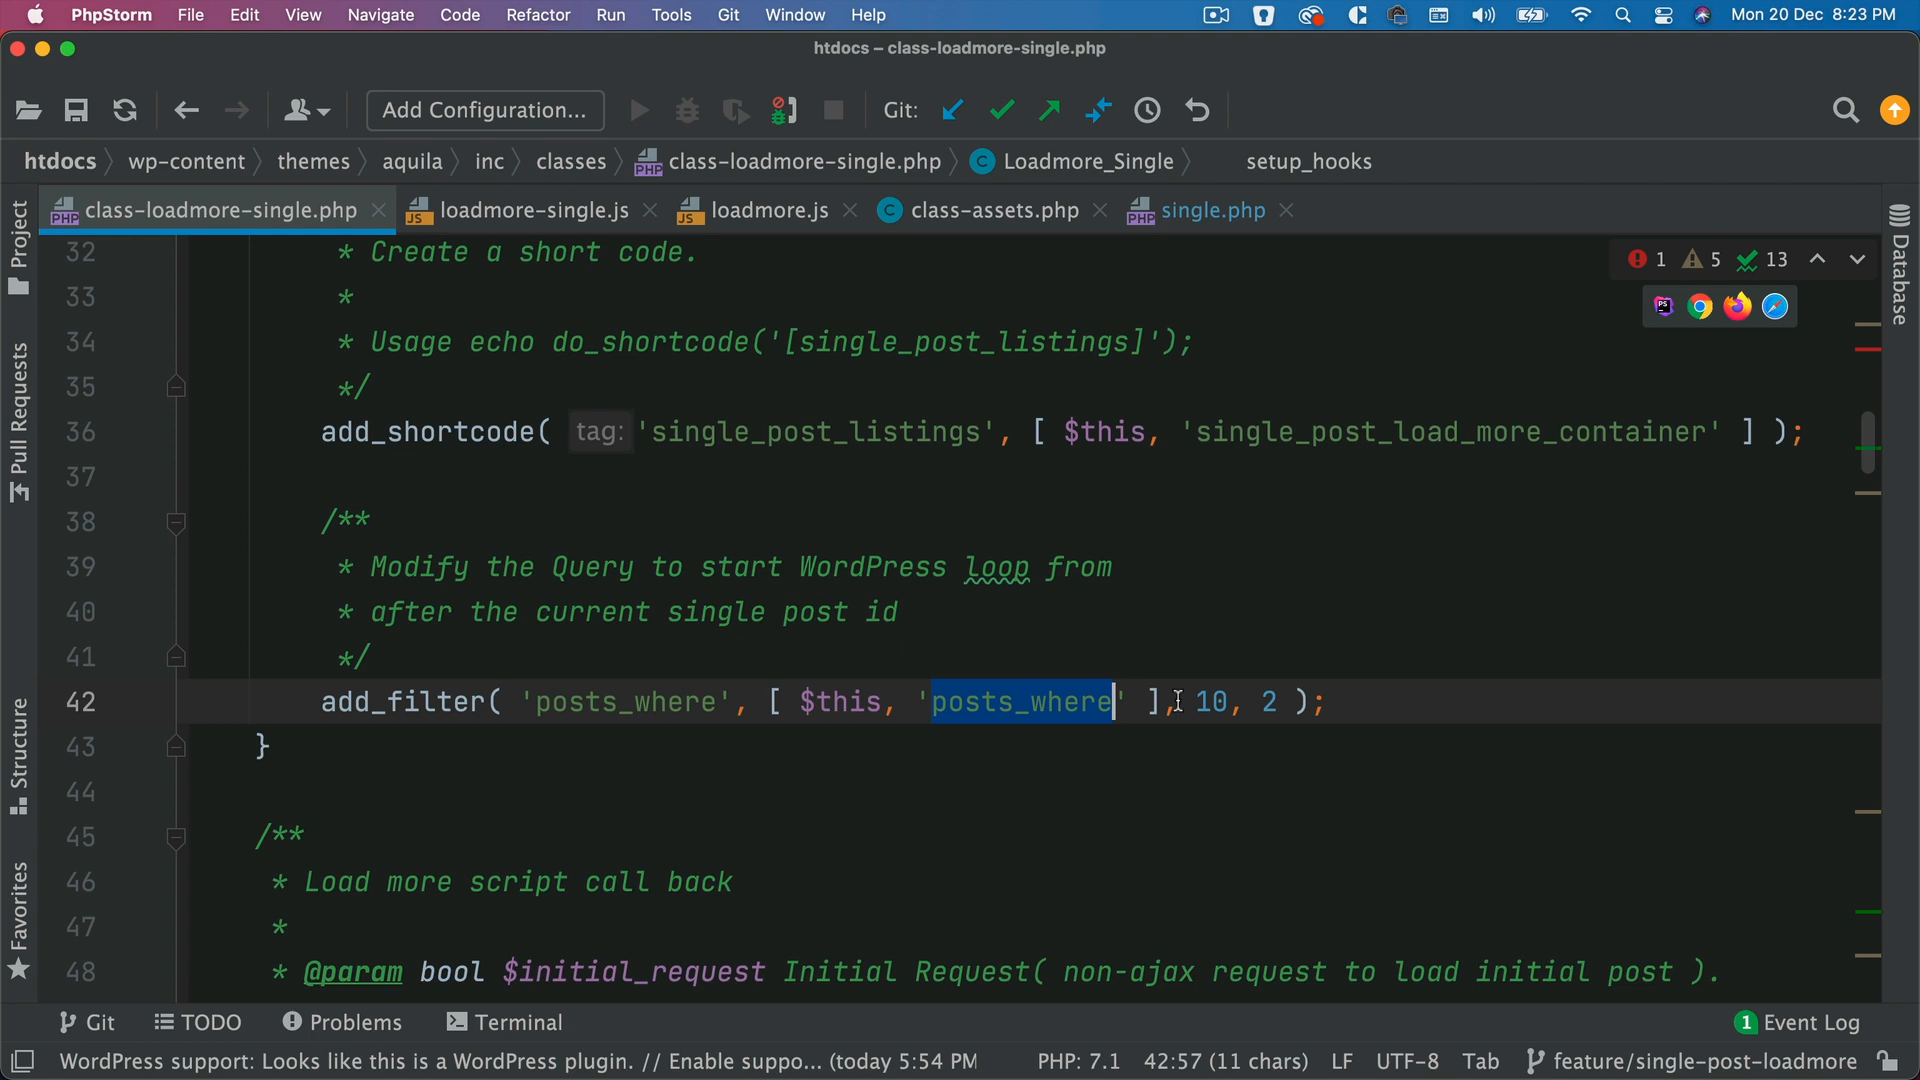 PhpStorm File Edit View Navigate Code Refactor Run Tools Git Window Help Mon 20 Dec 8:23 PM
htdocs – class-loadmore-single.php
Add Configuration... Git:
htdocs wp-content themes aquila inc classes class-loadmore-single.php Loadmore_Single setup_hooks
class-loadmore-single.php loadmore-single.js loadmore.js class-assets.php single.php
Project
Pull Requests
Structure
Favorites
Database
1 5 13
32 * Create a short code.
33 *
34 * Usage echo do_shortcode('[single_post_listings]');
35 */
36 add_shortcode( tag: 'single_post_listings', [ $this, 'single_post_load_more_container' ] );
37
38 /**
39 * Modify the Query to start WordPress loop from
40 * after the current single post id
41 */
42 add_filter( 'posts_where', [ $this, 'posts_where' ], 10, 2 );
43 }
44
45 /**
46 * Load more script call back
47 *
48 * @param bool $initial_request Initial Request( non-ajax request to load initial post ).
Git TODO Problems Terminal 1 Event Log
WordPress support: Looks like this is a WordPress plugin. // Enable suppo... (today 5:54 PM PHP: 7.1 42:57 (11 chars) LF UTF-8 Tab feature/single-post-loadmore